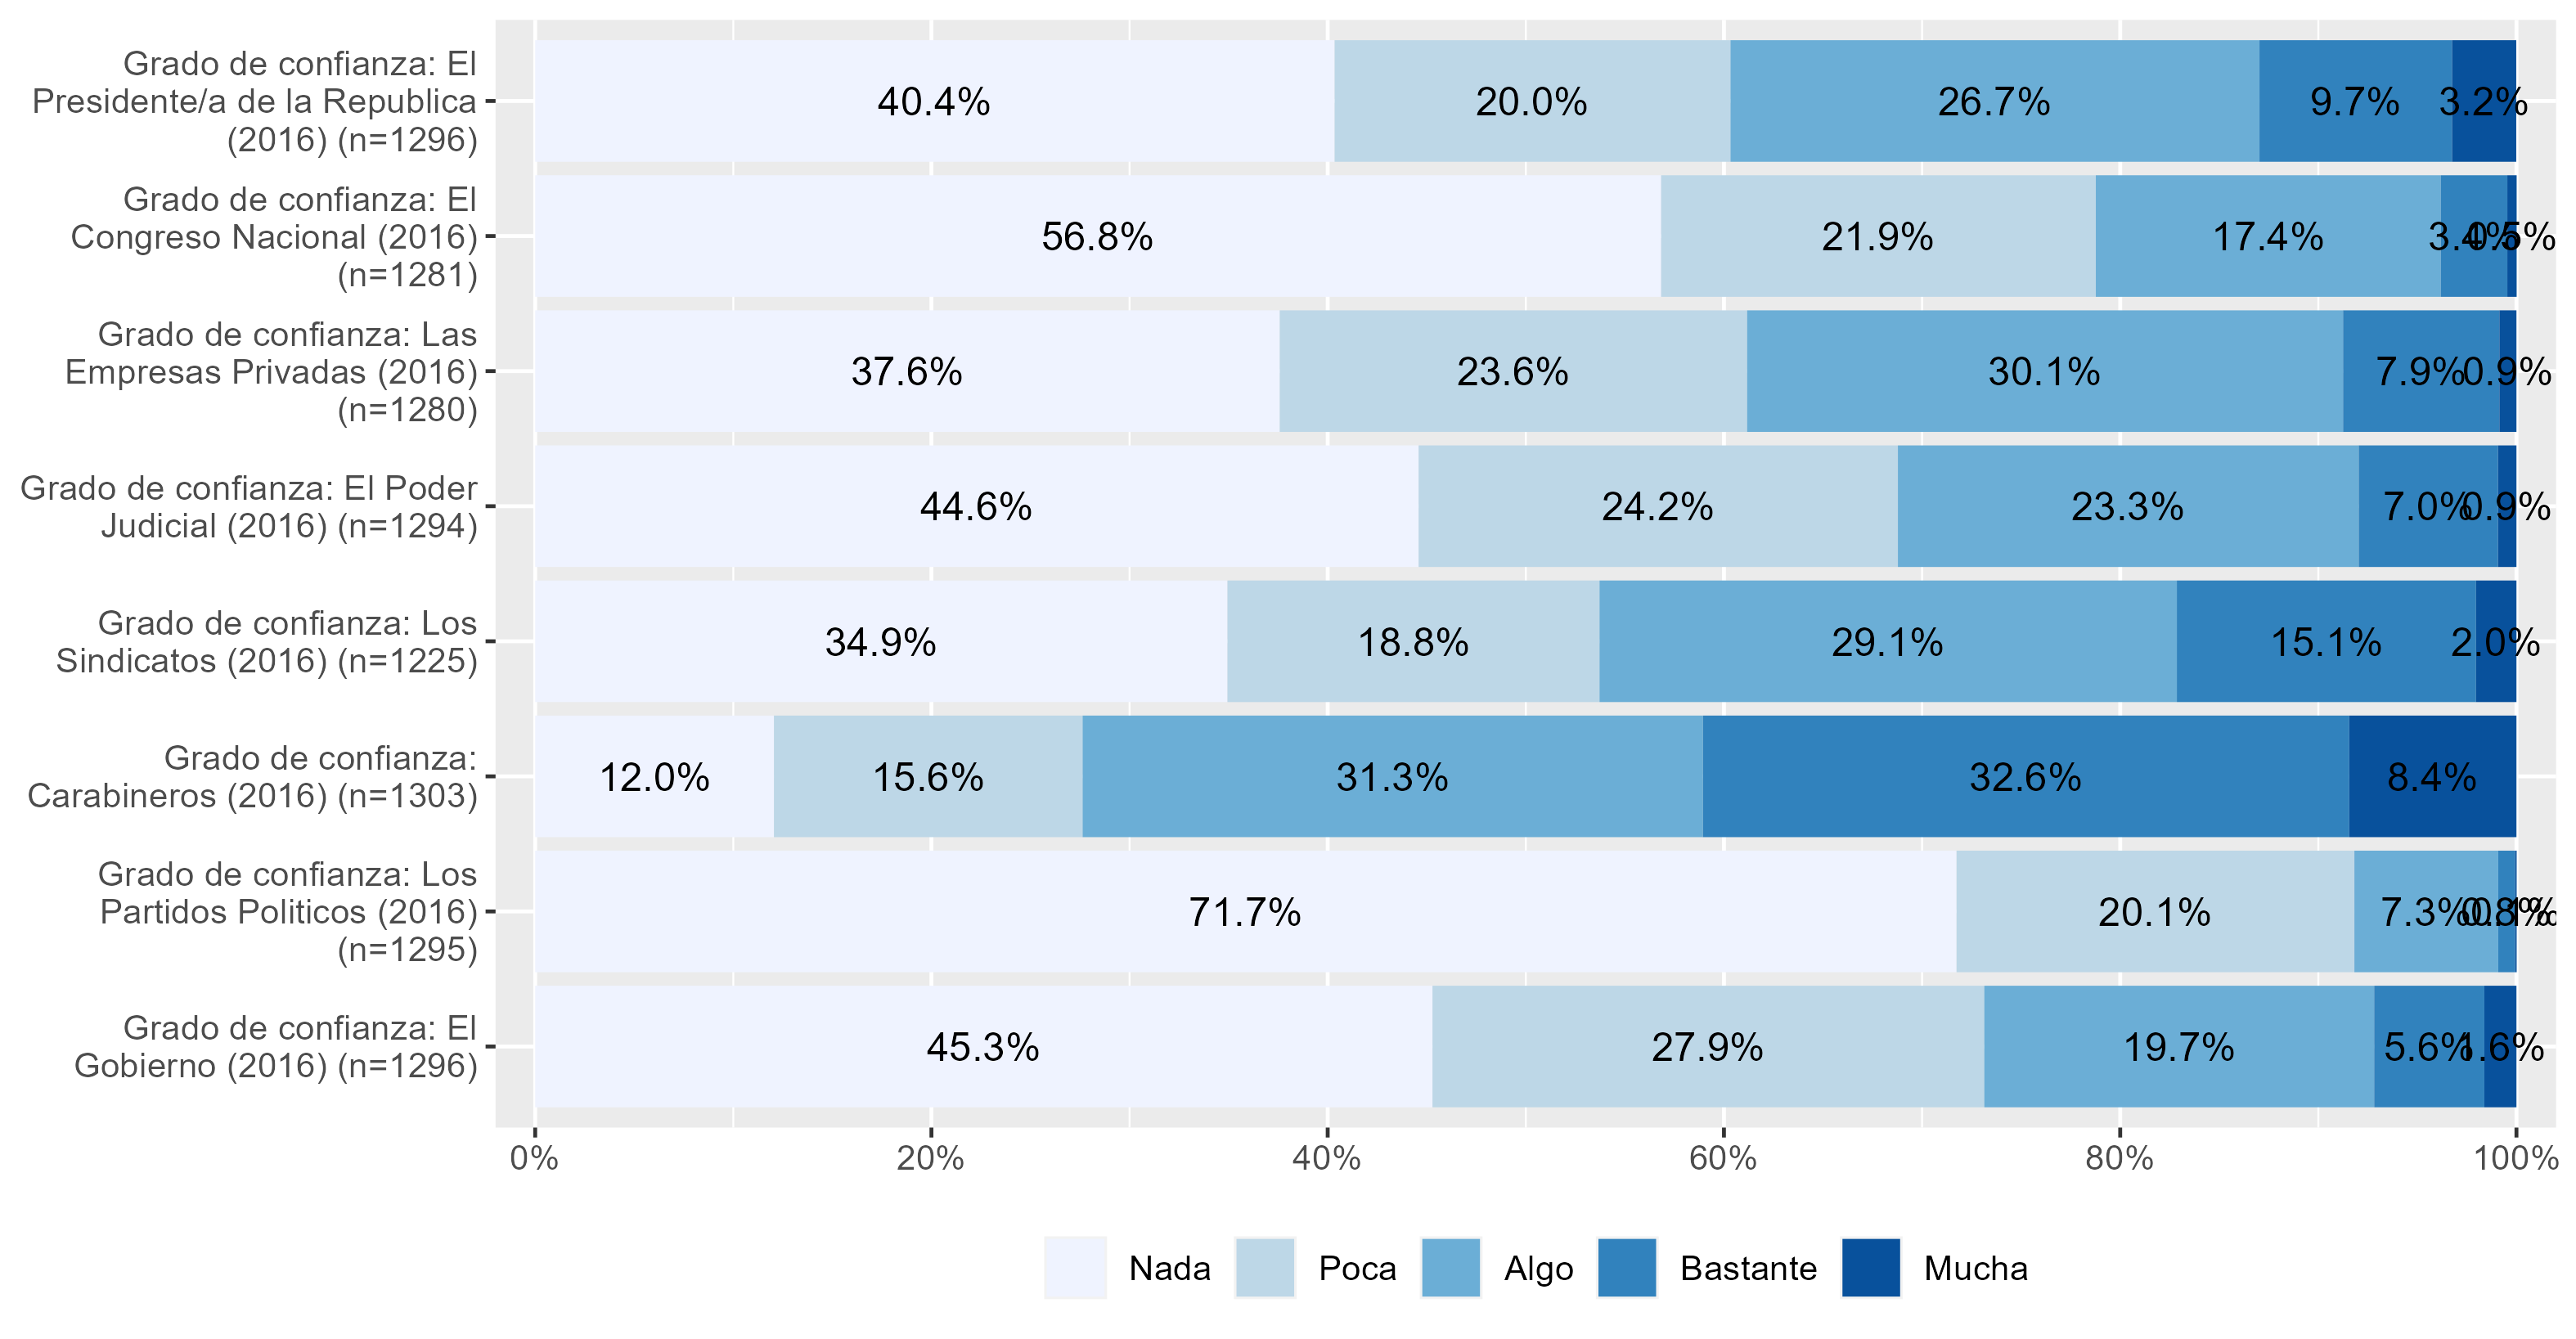 Grado de confianza: El
Presidente/a de la Republica
(2016) (n=1296)
40.4% 20.0% 26.7% 9.7% 3.2%
Grado de confianza: El
Congreso Nacional (2016)
(n=1281)
56.8% 21.9% 17.4% 3.4% 0.5%
Grado de confianza: Las
Empresas Privadas (2016)
(n=1280)
37.6% 23.6% 30.1% 7.9% 0.9%
Grado de confianza: El Poder
Judicial (2016) (n=1294)
44.6% 24.2% 23.3% 7.0% 0.9%
Grado de confianza: Los
Sindicatos (2016) (n=1225)
34.9% 18.8% 29.1% 15.1% 2.0%
Grado de confianza:
Carabineros (2016) (n=1303)
12.0% 15.6% 31.3% 32.6% 8.4%
Grado de confianza: Los
Partidos Politicos (2016)
(n=1295)
71.7% 20.1% 7.3% 0.8%
Grado de confianza: El
Gobierno (2016) (n=1296)
45.3% 27.9% 19.7% 5.6% 1.6%
0% 20% 40% 60% 80% 100%
Nada Poca Algo Bastante Mucha